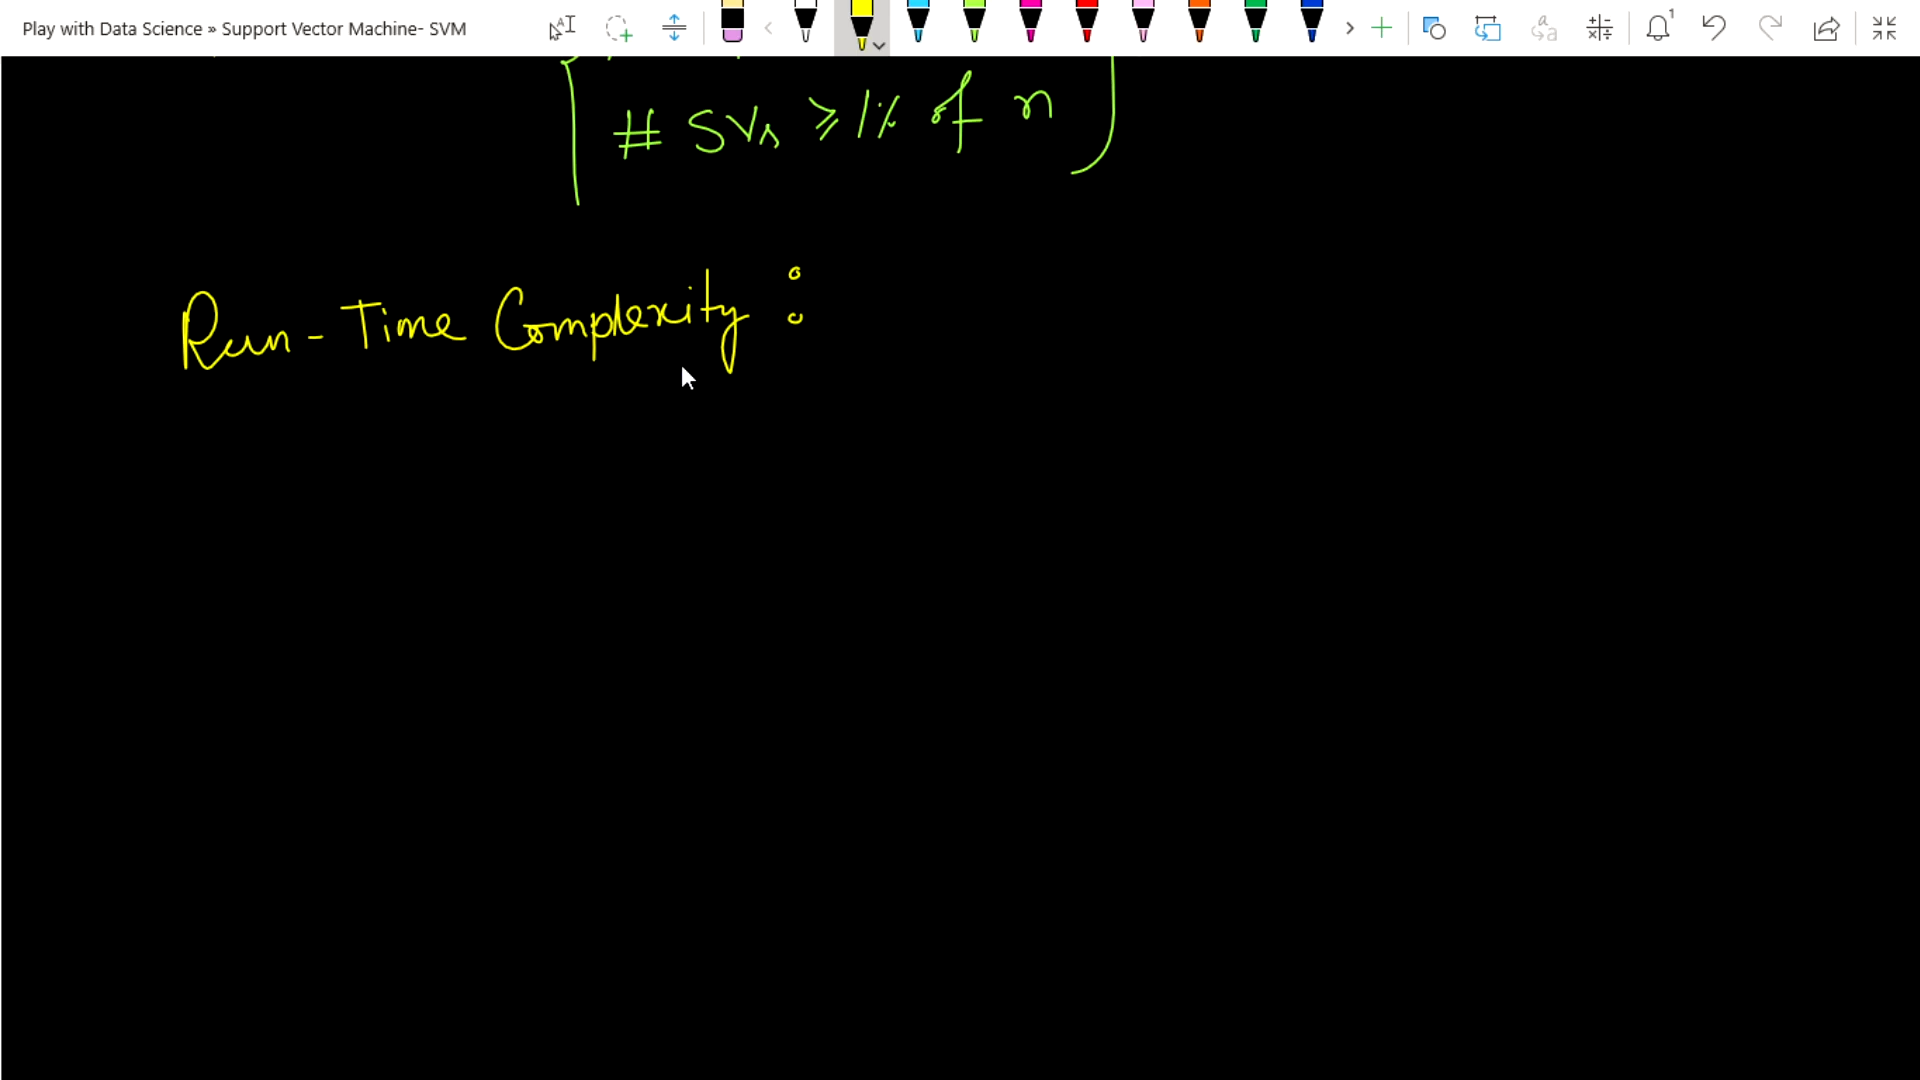 Play with Data Science » Support Vector Machine- SVM
# SVs ≥ 1% of n
Run-Time Complexity :